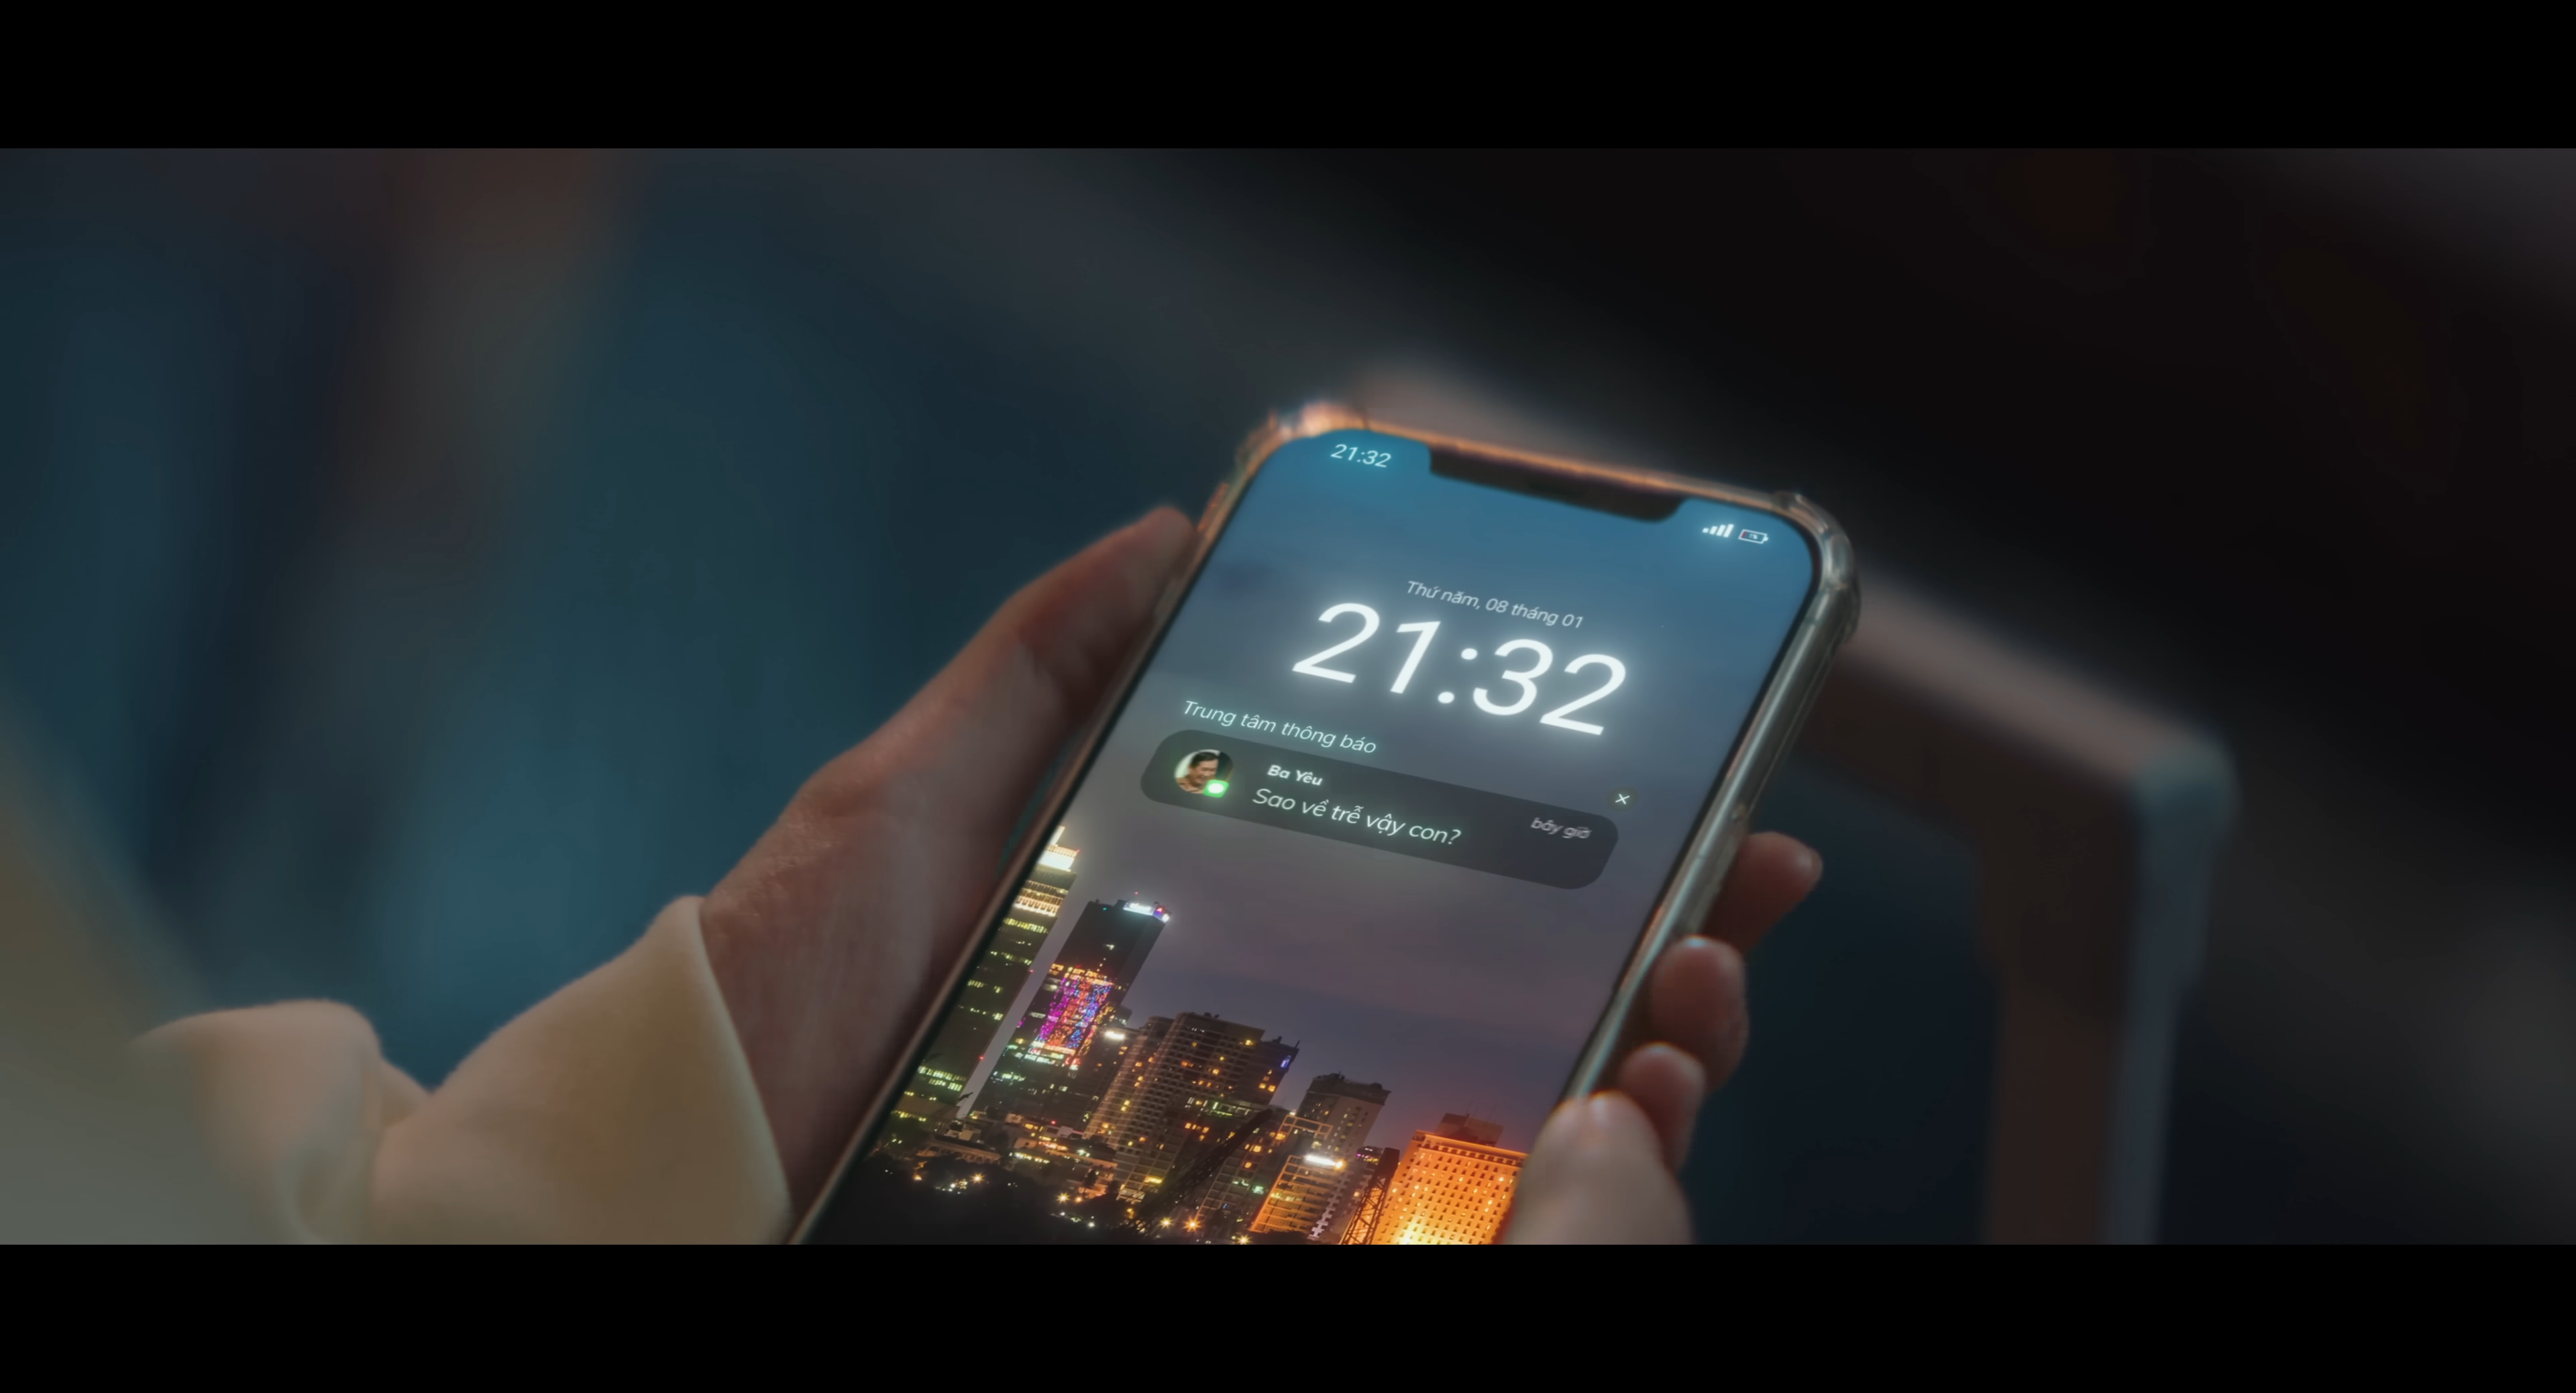 21:32
Thứ năm, 08 tháng 01
21:32
Trung tâm thông báo
Ba Yêu
Sao về trễ vậy con?
bây giờ